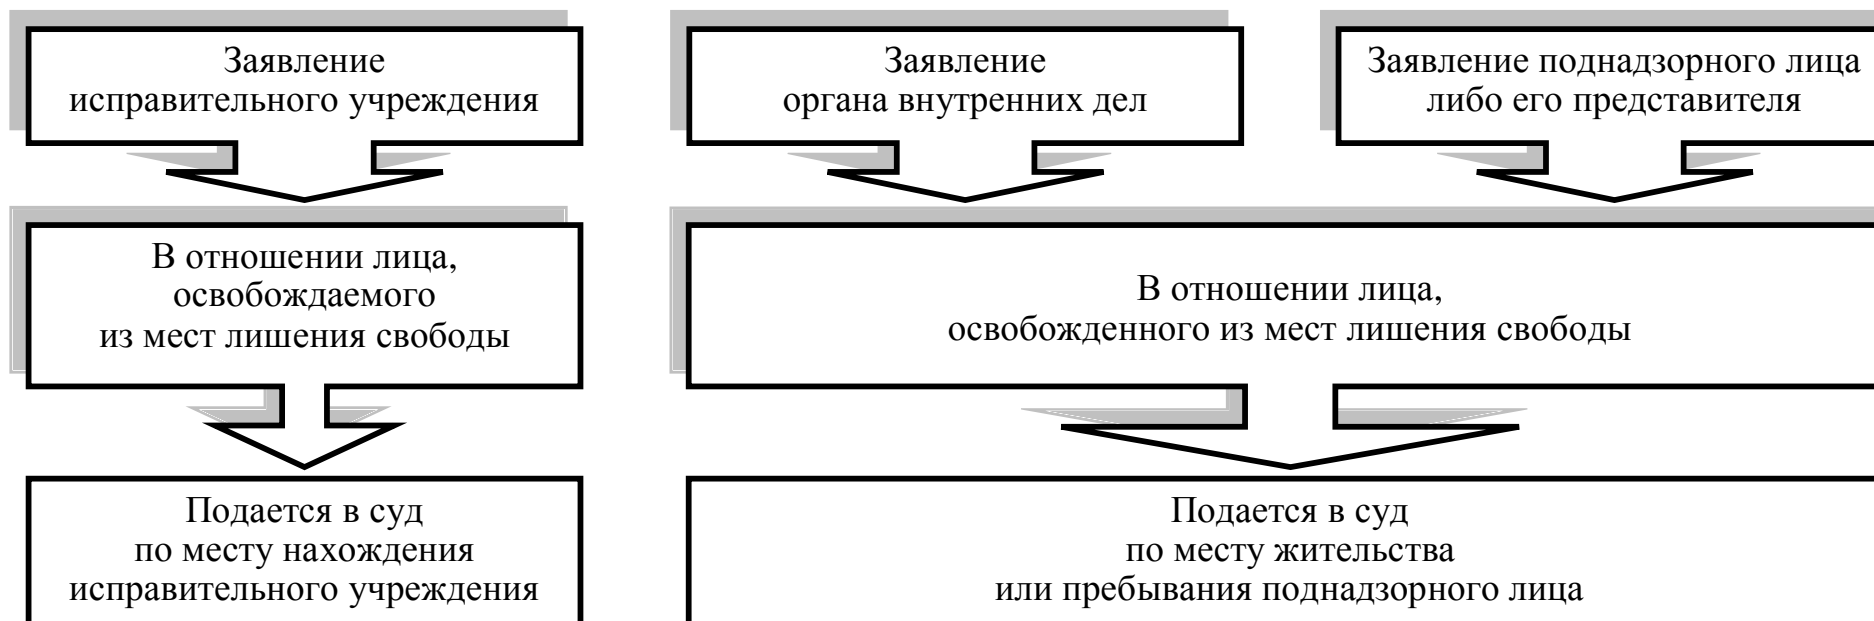 Заявление
исправительного учреждения
Заявление
органа внутренних дел
Заявление поднадзорного лица
либо его представителя
В отношении лица,
освобождаемого
из мест лишения свободы
В отношении лица,
освобожденного из мест лишения свободы
Подается в суд
по месту нахождения
исправительного учреждения
Подается в суд
по месту жительства
или пребывания поднадзорного лица